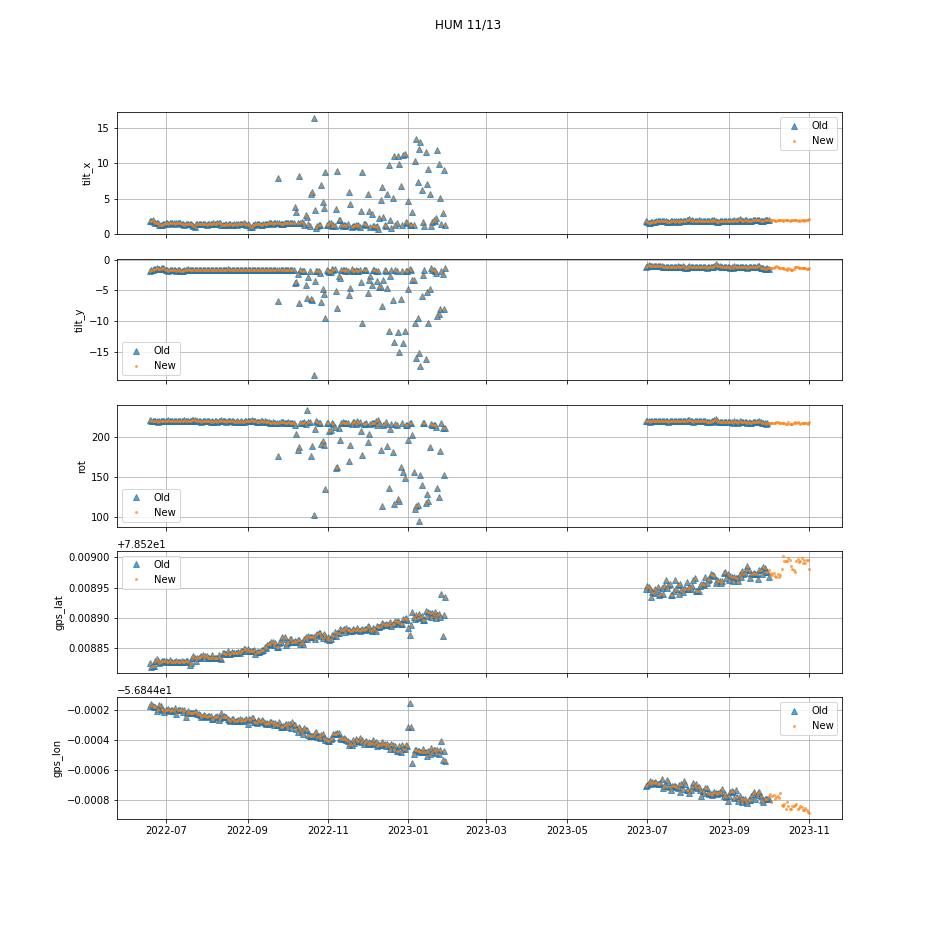 HUM 11/13
15
10
5
0
tilt_x
Old
New
0
−5
−10
−15
tilt_y
Old
New
200
150
100
rot
Old
New
+7.852e1
0.00900
0.00895
0.00890
0.00885
gps_lat
Old
New
−5.6844e1
−0.0002
−0.0004
−0.0006
−0.0008
gps_lon
Old
New
2022-07 2022-09 2022-11 2023-01 2023-03 2023-05 2023-07 2023-09 2023-11